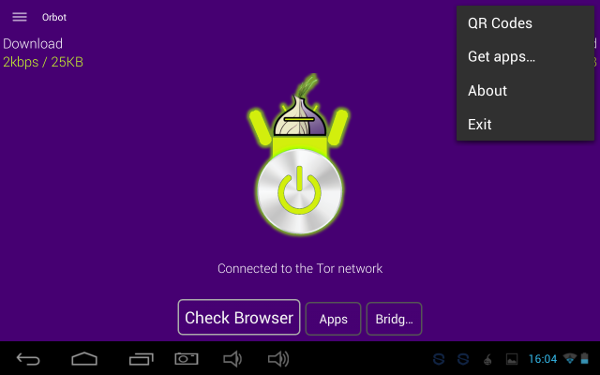 Orbot
Download
2kbps / 25KB
QR Codes
Get apps...
About
Exit
Connected to the Tor network
Check Browser
Apps
Bridg...
16:04